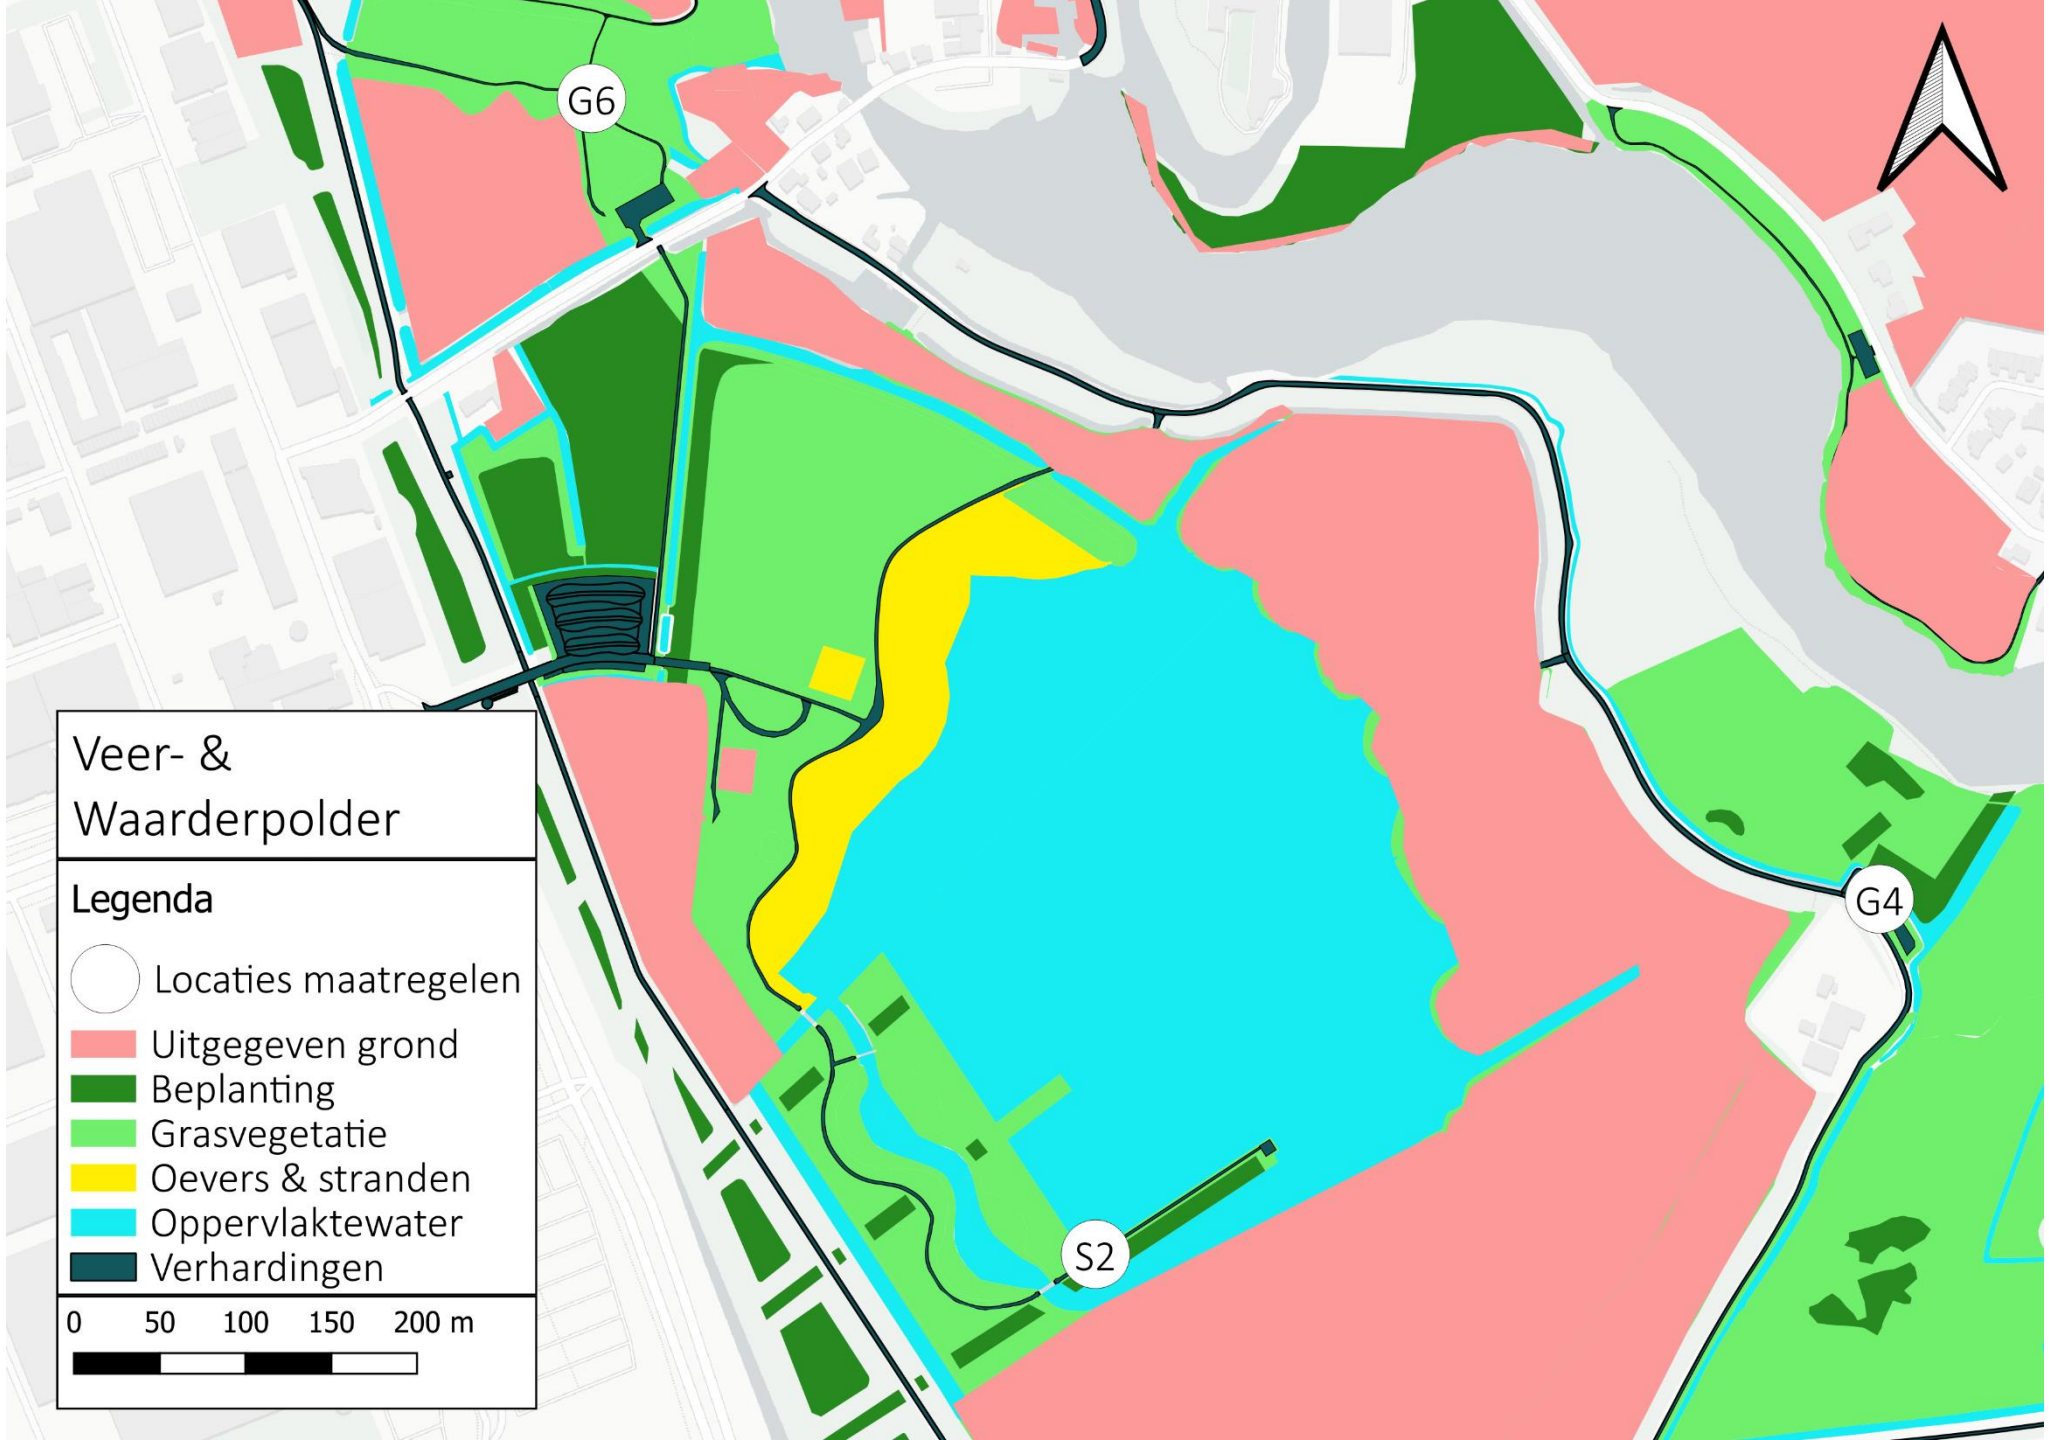 G6
G4
S2
Veer- &
Waarderpolder
Legenda
Locaties maatregelen
Uitgegeven grond
Beplanting
Grasvegetatie
Oevers & stranden
Oppervlaktewater
Verhardingen
0 50 100 150 200 m